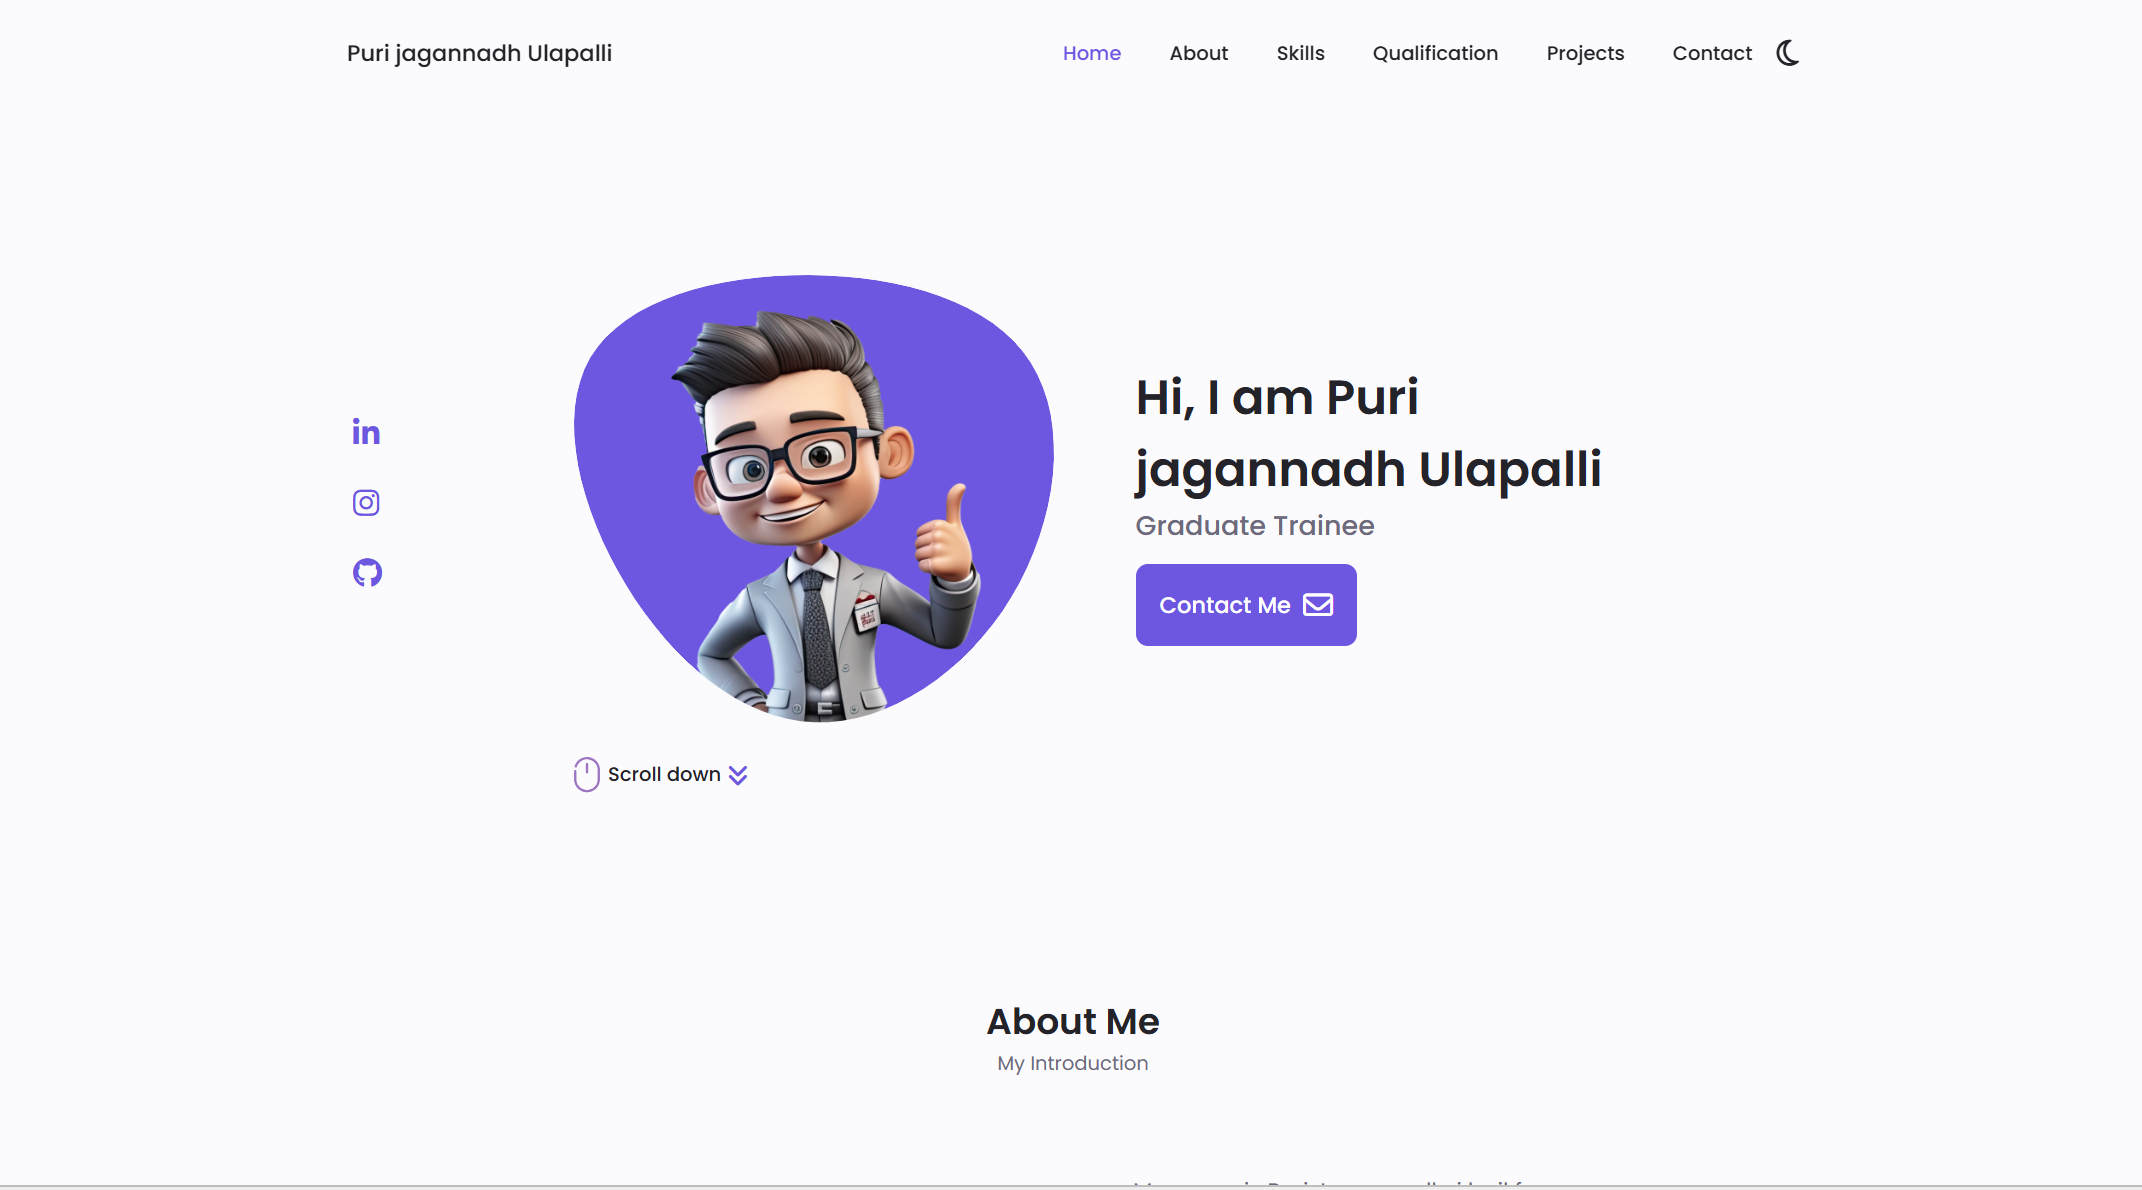 Puri jagannadh Ulapalli
Home About Skills Qualification Projects Contact
Hi, I am Puri
jagannadh Ulapalli
Graduate Trainee
Contact Me
Scroll down
About Me
My Introduction